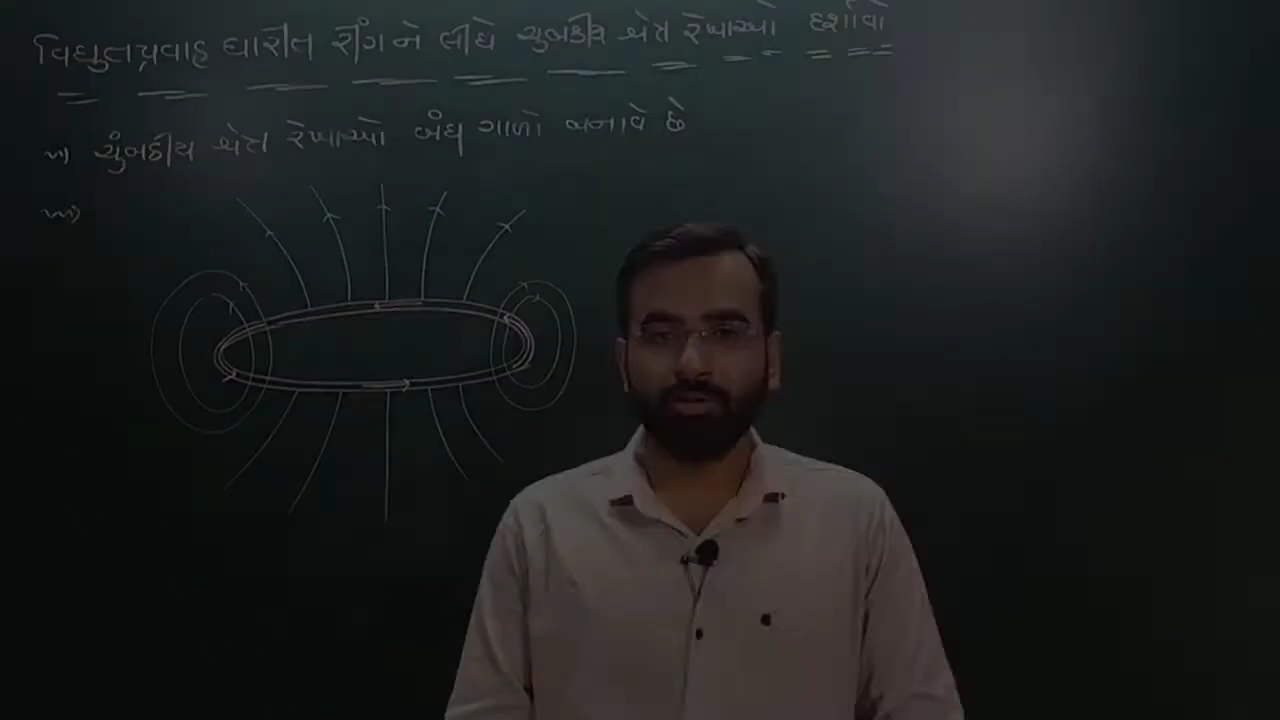 વિદ્યુતપ્રવાહ ધારીત રીંગને લીધે ચુંબકીય ક્ષેત્ર રેખાઓ દર્શાવો
ચુંબકીય ક્ષેત્ર રેખાઓ બંધ ગાળો બનાવે છે